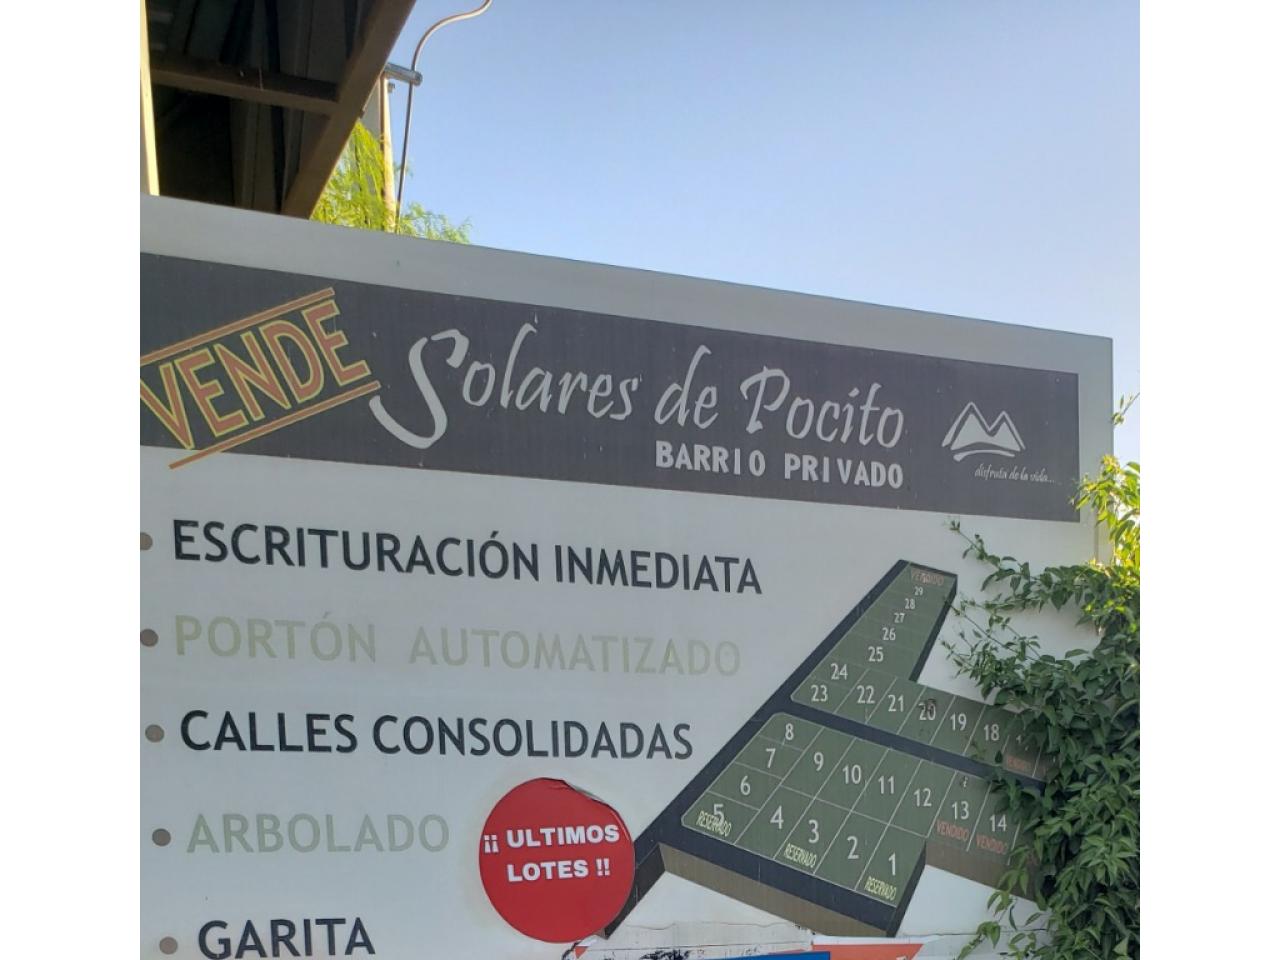 VENDE
Solares de Pocito
BARRIO PRIVADO
disfruta de la vida...
• ESCRITURACIÓN INMEDIATA
• PORTÓN AUTOMATIZADO
• CALLES CONSOLIDADAS
• ARBOLADO
• GARITA
¡¡ ULTIMOS
LOTES !!
VENDIDO
29
28
27
26
25
24
23 22 21 20 19 18
8
7 9 10 11 12 13 14
VENDIDO VENDIDO
6
5 4 3 2 1
RESERVADO RESERVADO RESERVADO